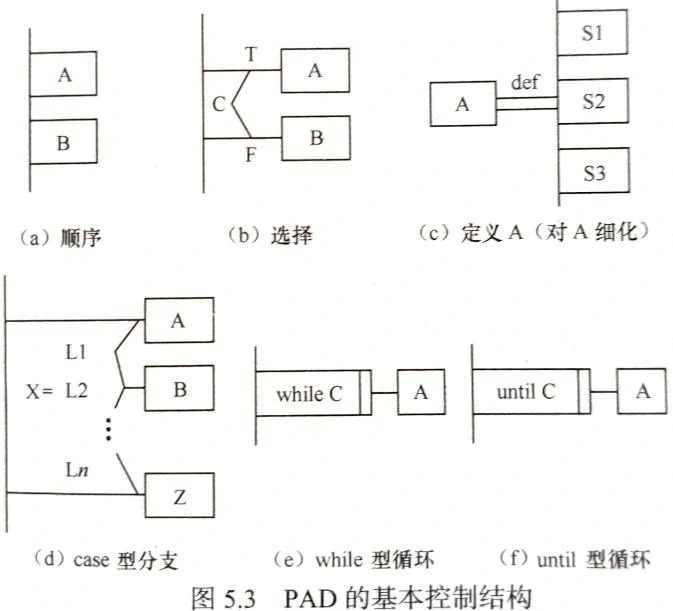 A
B
(a) 顺序
T
C
A
F
B
(b) 选择
A
def
S1
S2
S3
(c) 定义 A(对 A 细化)
L1
X= L2
Ln
A
B
Z
(d) case 型分支
while C
A
(e) while 型循环
until C
A
(f) until 型循环
图 5.3 PAD 的基本控制结构